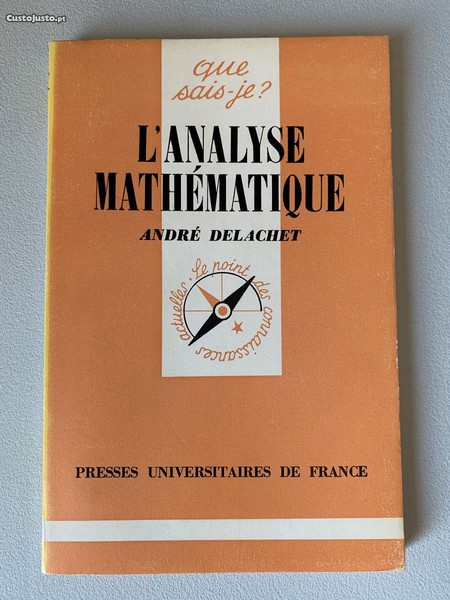 CustoJusto.pt
que
sais-je?
L'ANALYSE
MATHÉMATIQUE
ANDRÉ DELACHET
Le point des connaissances actuelles
PRESSES UNIVERSITAIRES DE FRANCE